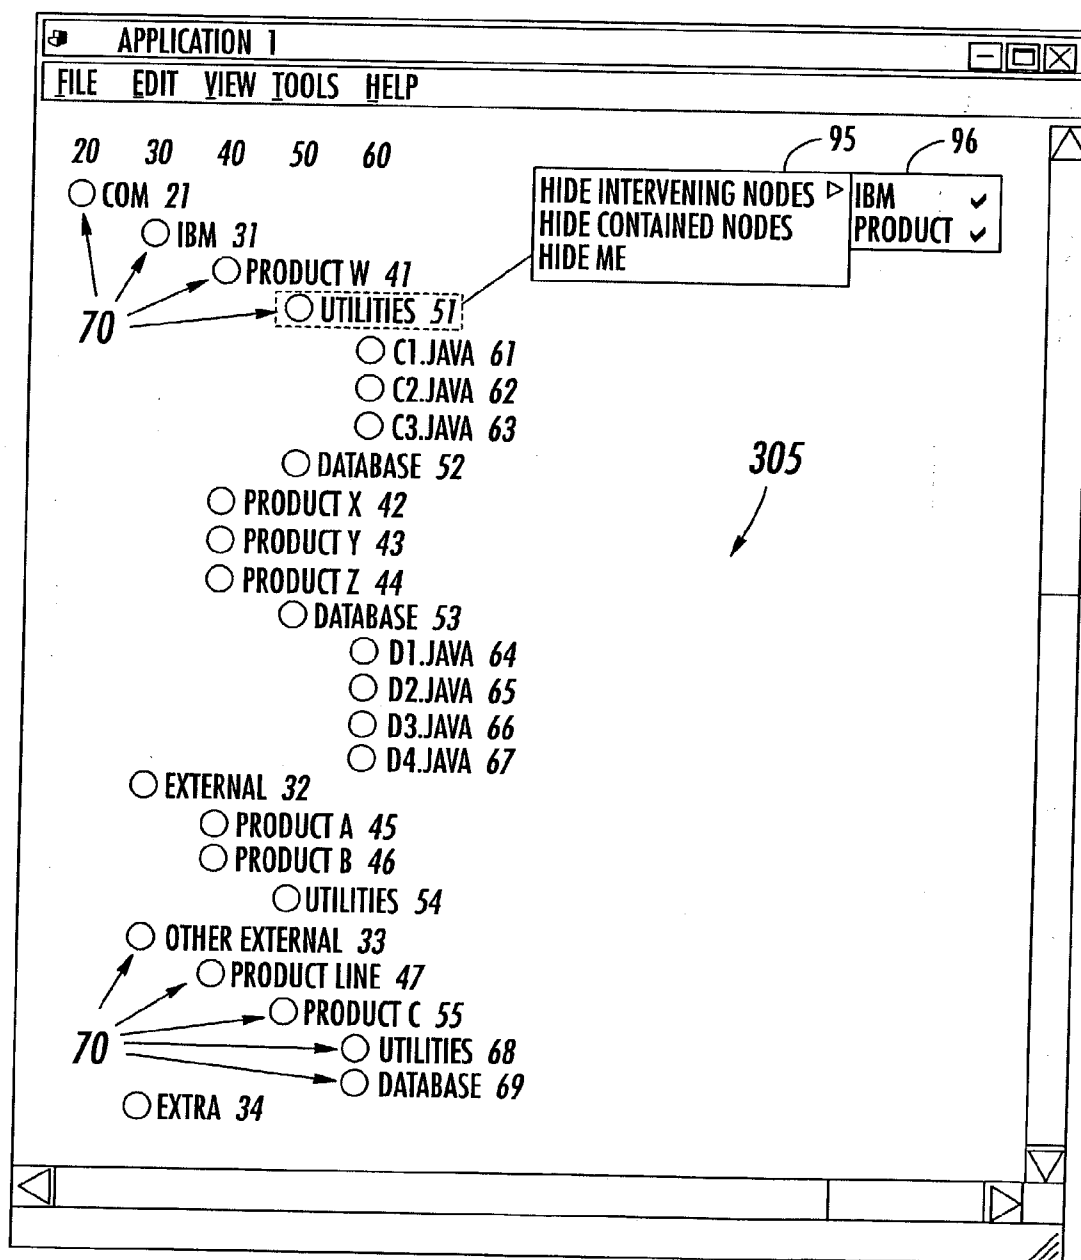 APPLICATION 1
FILE EDIT VIEW TOOLS HELP
20 30 40 50 60
95 96
COM 21
HIDE INTERVENING NODES
IBM
HIDE CONTAINED NODES
PRODUCT
HIDE ME
IBM 31
PRODUCT W 41
UTILITIES 51
70
C1.JAVA 61
C2.JAVA 62
C3.JAVA 63
DATABASE 52
305
PRODUCT X 42
PRODUCT Y 43
PRODUCT Z 44
DATABASE 53
D1.JAVA 64
D2.JAVA 65
D3.JAVA 66
D4.JAVA 67
EXTERNAL 32
PRODUCT A 45
PRODUCT B 46
UTILITIES 54
OTHER EXTERNAL 33
PRODUCT LINE 47
PRODUCT C 55
70
UTILITIES 68
DATABASE 69
EXTRA 34